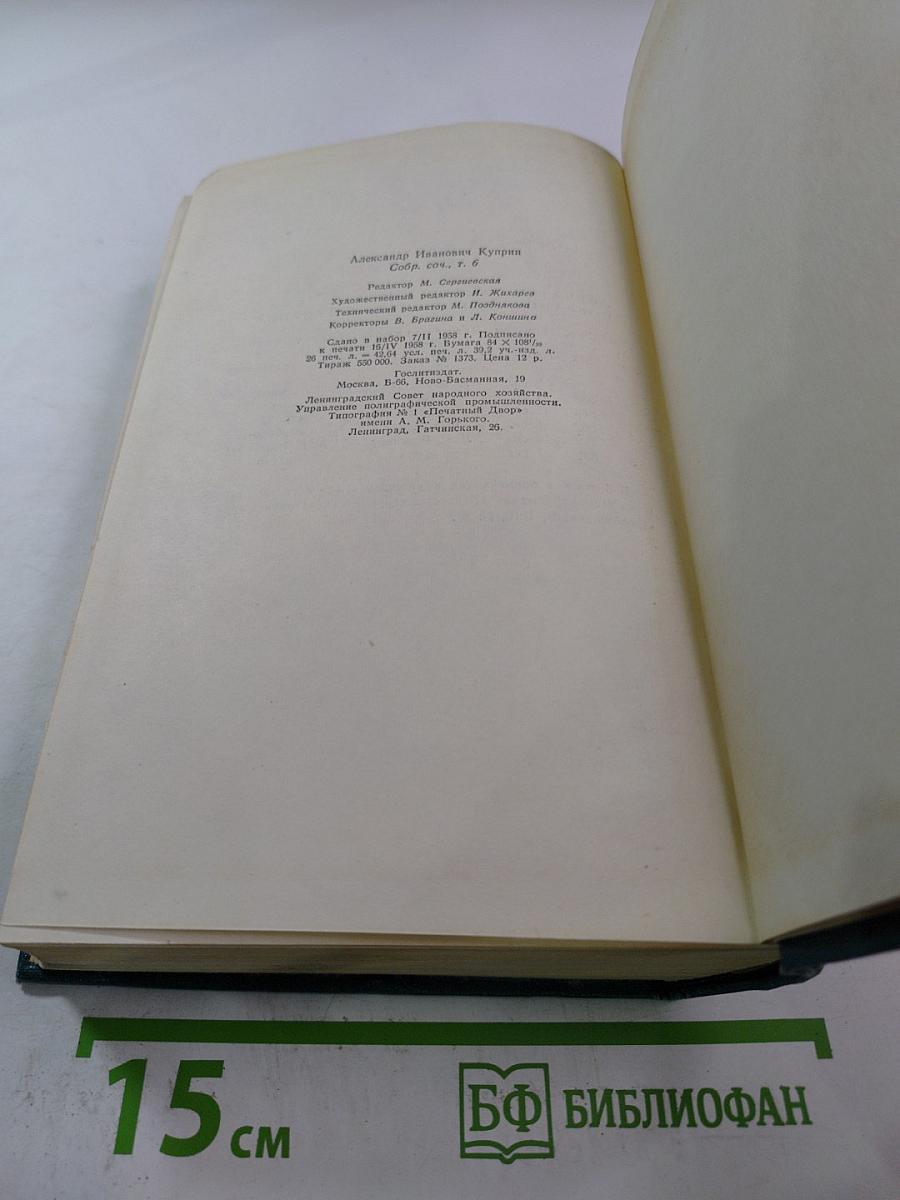 Александр Иванович Куприн
Собр. соч., т. 6
Редактор М. Сергиевская
Художественный редактор И. Жихарев
Технический редактор М. Позднякова
Корректоры В. Брагина и Л. Коншина
Сдано в набор 7/II 1958 г. Подписано
к печати 16/IV 1958 г. Бумага 84 × 108¹/₃₂
26 печ. л. = 42,64 усл. печ. л. 39,2 уч.-изд. л.
Тираж 550 000. Заказ № 1373. Цена 12 р.
Гослитиздат.
Москва, Б-66, Ново-Басманная, 19
Ленинградский Совет народного хозяйства.
Управление полиграфической промышленности.
Типография № 1 «Печатный Двор»
имени А. М. Горького.
Ленинград, Гатчинская, 26.
15 см
БФ БИБЛИОФАН